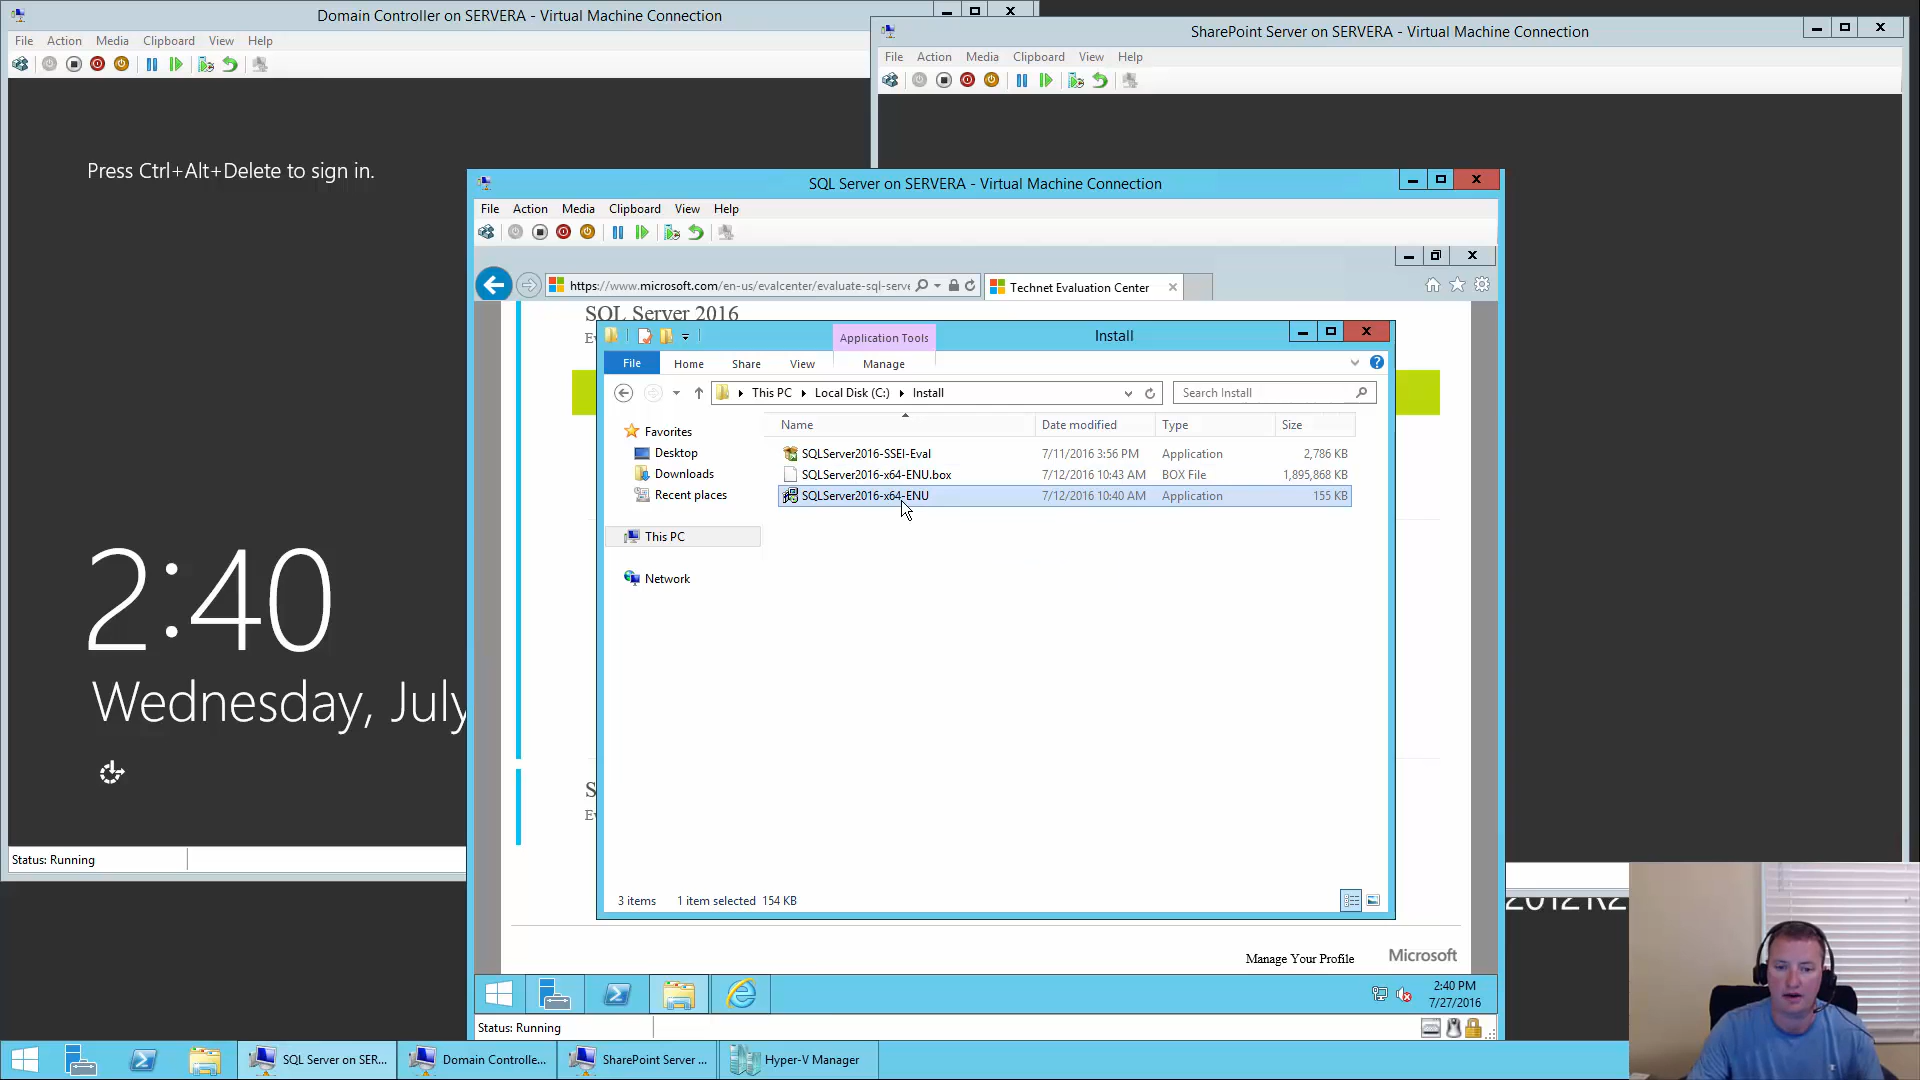 Domain Controller on SERVERA - Virtual Machine Connection
File Action Media Clipboard View Help
Press Ctrl+Alt+Delete to sign in.
2:40
Wednesday, July
Status: Running
SharePoint Server on SERVERA - Virtual Machine Connection
File Action Media Clipboard View Help
SQL Server on SERVERA - Virtual Machine Connection
File Action Media Clipboard View Help
https://www.microsoft.com/en-us/evalcenter/evaluate-sql-serve
Technet Evaluation Center
SQL Server 2016
Install
Application Tools
File Home Share View Manage
This PC Local Disk (C:) Install
Search Install
Name Date modified Type Size
SQLServer2016-SSEI-Eval 7/11/2016 3:56 PM Application 2,786 KB
SQLServer2016-x64-ENU.box 7/12/2016 10:43 AM BOX File 1,895,868 KB
SQLServer2016-x64-ENU 7/12/2016 10:40 AM Application 155 KB
Favorites
Desktop
Downloads
Recent places
This PC
Network
3 items 1 item selected 154 KB
Manage Your Profile
Microsoft
2:40 PM
7/27/2016
Status: Running
SQL Server on SER...
Domain Controlle...
SharePoint Server ...
Hyper-V Manager